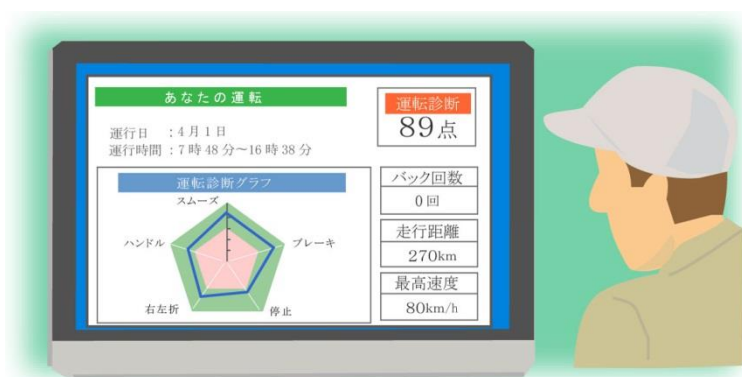 あなたの運転
運行日 :4月1日
運行時間 :7時48分〜16時38分
運転診断
89点
運転診断グラフ
スムーズ
ハンドル
ブレーキ
右左折
停止
バック回数
0回
走行距離
270km
最高速度
80km/h